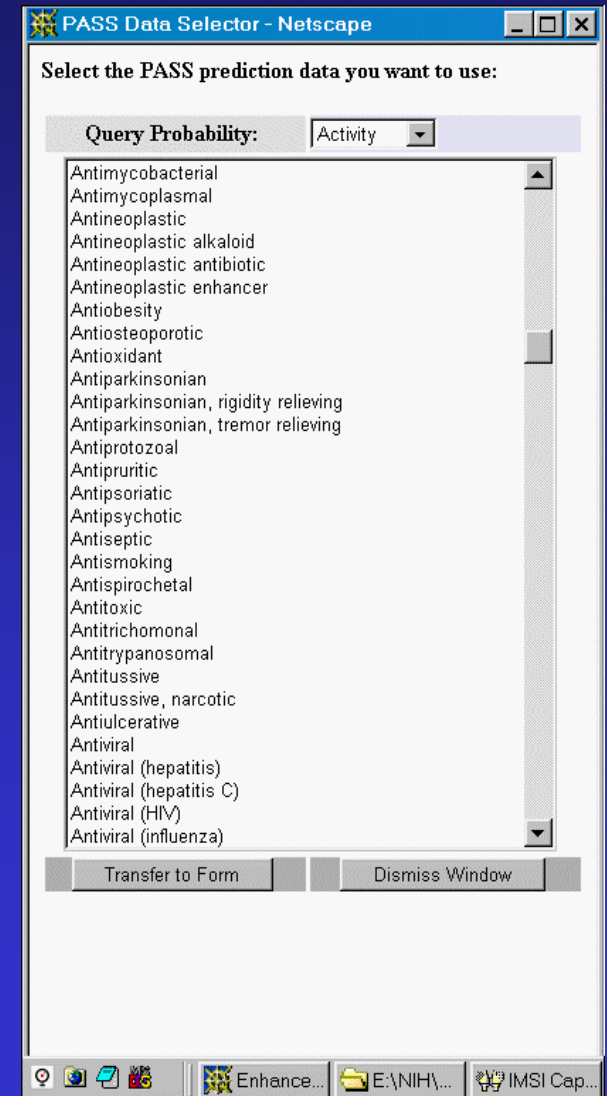 PASS Data Selector - Netscape
Select the PASS prediction data you want to use:
Query Probability: Activity
Antimycobacterial
Antimycoplasmal
Antineoplastic
Antineoplastic alkaloid
Antineoplastic antibiotic
Antineoplastic enhancer
Antiobesity
Antiosteoporotic
Antioxidant
Antiparkinsonian
Antiparkinsonian, rigidity relieving
Antiparkinsonian, tremor relieving
Antiprotozoal
Antipruritic
Antipsoriatic
Antipsychotic
Antiseptic
Antismoking
Antispirochetal
Antitoxic
Antitrichomonal
Antitrypanosomal
Antitussive
Antitussive, narcotic
Antiulcerative
Antiviral
Antiviral (hepatitis)
Antiviral (hepatitis C)
Antiviral (HIV)
Antiviral (influenza)
Transfer to Form Dismiss Window
Enhance... E:\NIH\... IMSI Cap...